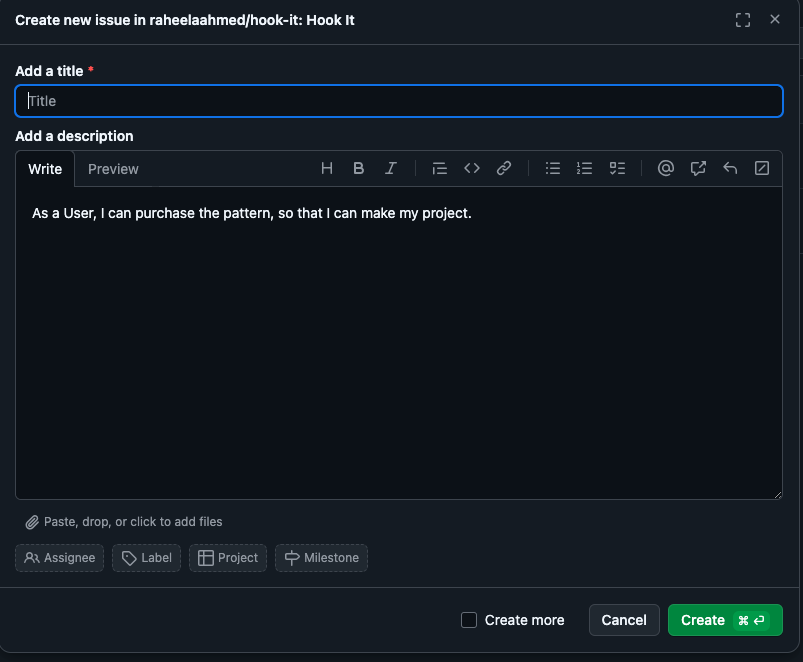 Create new issue in raheelaahmed/hook-it: Hook It
Add a title *
Title
Add a description
Write Preview
As a User, I can purchase the pattern, so that I can make my project.
Paste, drop, or click to add files
Assignee Label Project Milestone
Create more Cancel Create ⌘ ↵